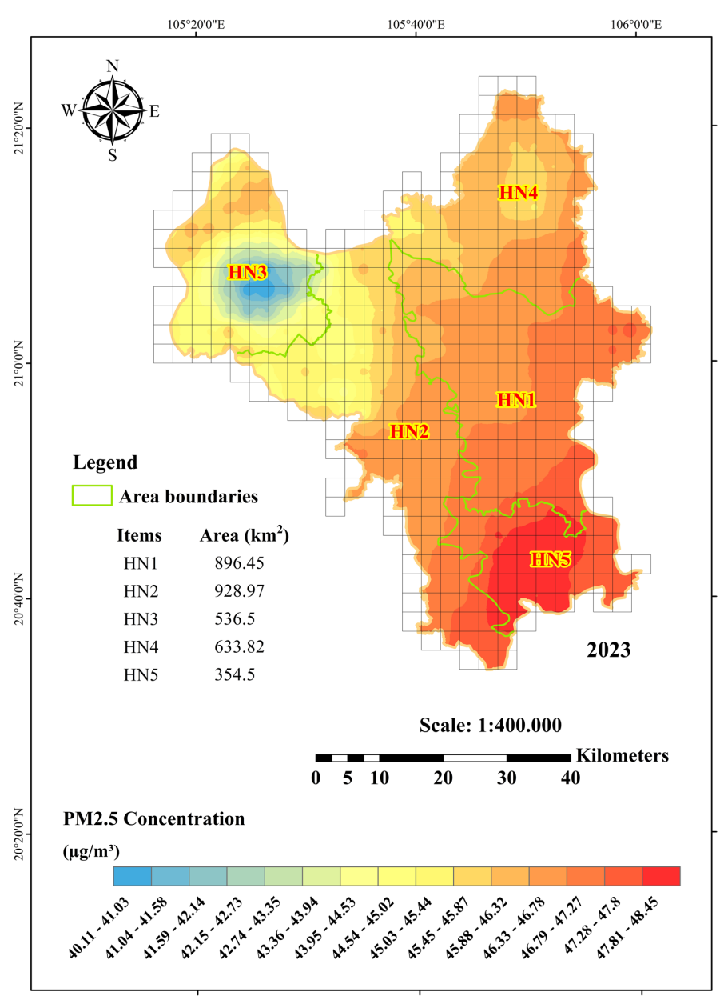 105°20'0"E 105°40'0"E 106°0'0"E
N
W E
S
21°20'0"N
21°0'0"N
20°40'0"N
20°20'0"N
HN4
HN3
HN1
HN2
HN5
Legend
Area boundaries
Items Area (km²)
HN1 896.45
HN2 928.97
HN3 536.5
HN4 633.82
HN5 354.5
2023
Scale: 1:400.000
Kilometers
0 5 10 20 30 40
PM2.5 Concentration
(µg/m³)
40.11 - 41.03
41.04 - 41.58
41.59 - 42.14
42.15 - 42.73
42.74 - 43.35
43.36 - 43.94
43.95 - 44.53
44.54 - 45.02
45.03 - 45.44
45.45 - 45.87
45.88 - 46.32
46.33 - 46.78
46.79 - 47.27
47.28 - 47.8
47.81 - 48.45